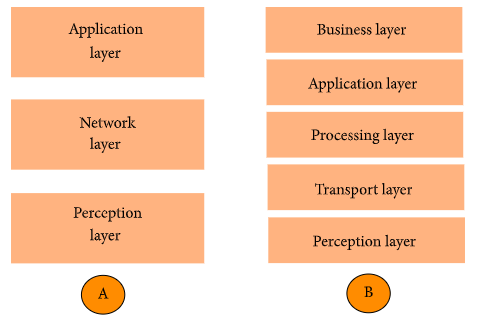 Application
layer
Network
layer
Perception
layer
A
Business layer
Application layer
Processing layer
Transport layer
Perception layer
B